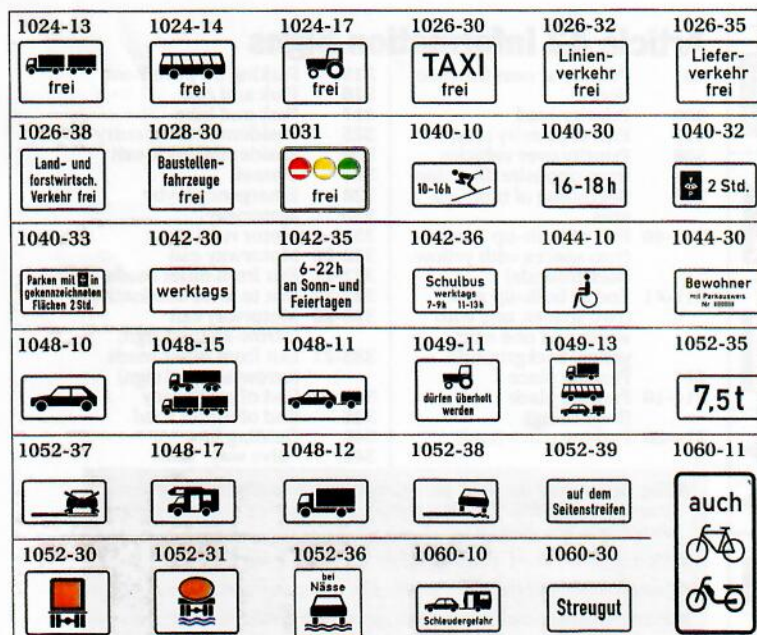 1024-13 1024-14 1024-17 1026-30 1026-32 1026-35
frei
frei
frei
TAXI
frei
Linien-
verkehr
frei
Liefer-
verkehr
frei
1026-38 1028-30 1031 1040-10 1040-30 1040-32
Land- und
forstwirtsch.
Verkehr frei
Baustellen-
fahrzeuge
frei
frei
10-16h
16-18h
2 Std.
1040-33 1042-30 1042-35 1042-36 1044-10 1044-30
Parken mit in
gekennzeichneten
Flächen 2 Std.
werktags
6-22h
an Sonn- und
Feiertagen
Schulbus
werktags
7-9h 11-13h
Bewohner
mit Parkausweis
Nr
1048-10 1048-15 1048-11 1049-11 1049-13 1052-35
dürfen überholt
werden
7,5t
1052-37 1048-17 1048-12 1052-38 1052-39 1060-11
auf dem
Seitenstreifen
auch
1052-30 1052-31 1052-36 1060-10 1060-30
bei
Nässe
Schleudergefahr
Streugut